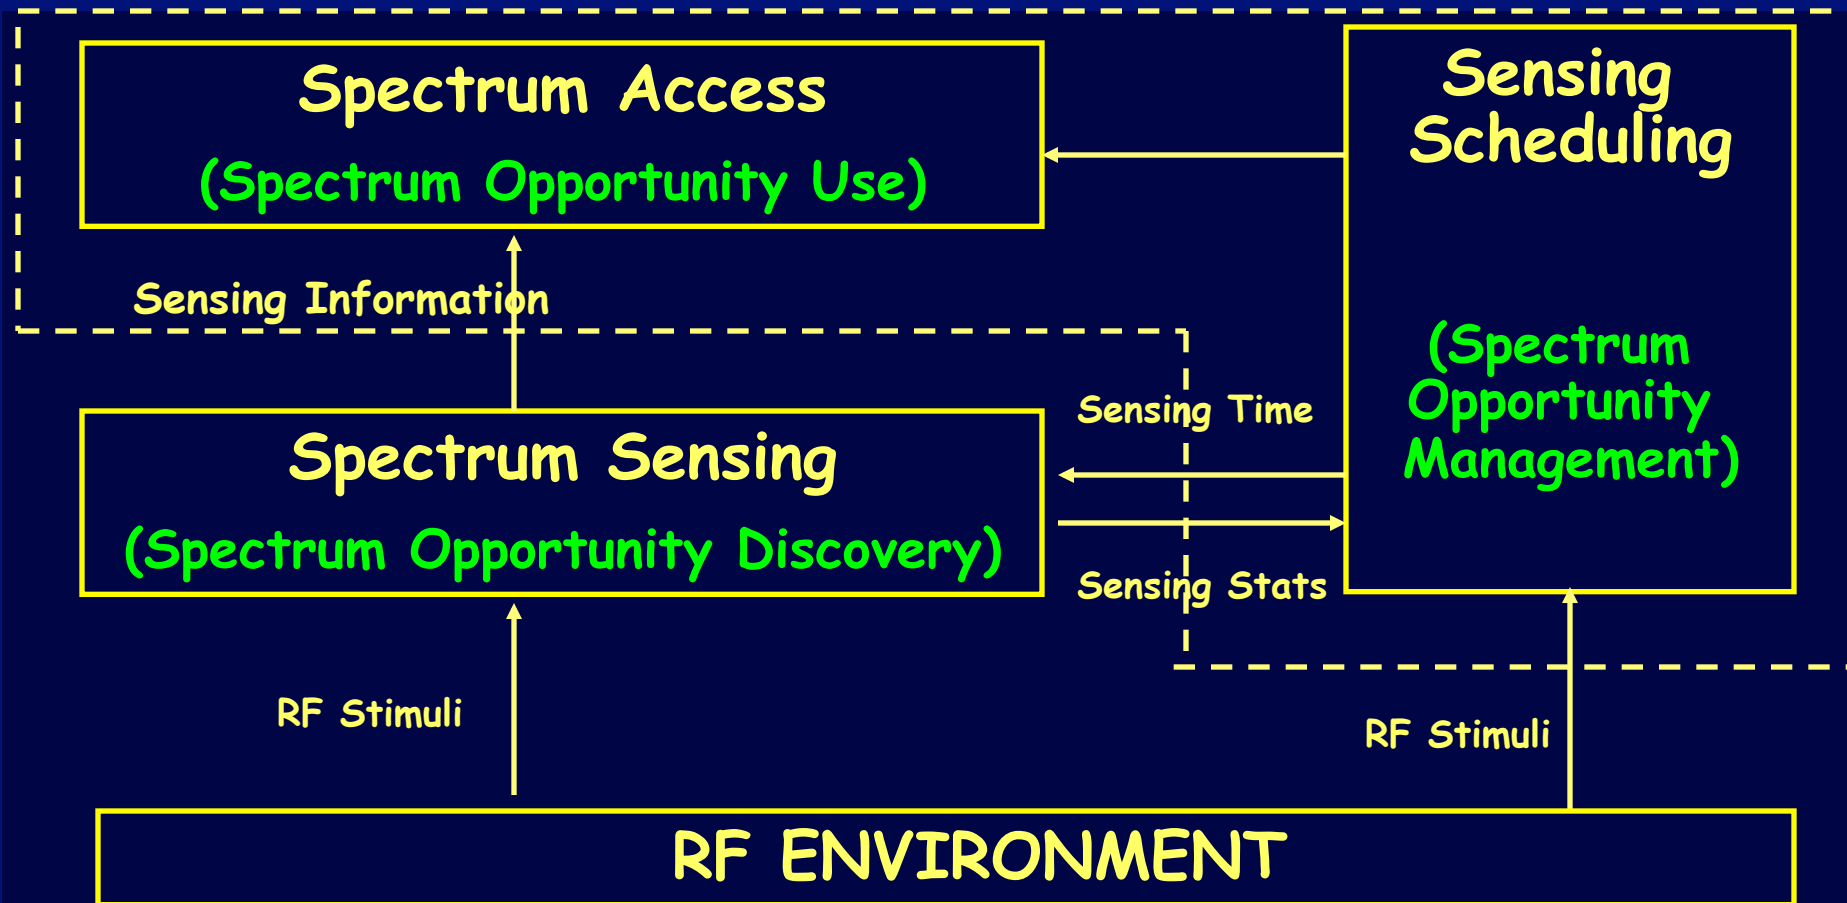 Spectrum Access
(Spectrum Opportunity Use)
Sensing
Scheduling
(Spectrum
Opportunity
Management)
Sensing Information
Sensing Time
Spectrum Sensing
(Spectrum Opportunity Discovery)
Sensing Stats
RF Stimuli
RF Stimuli
RF ENVIRONMENT